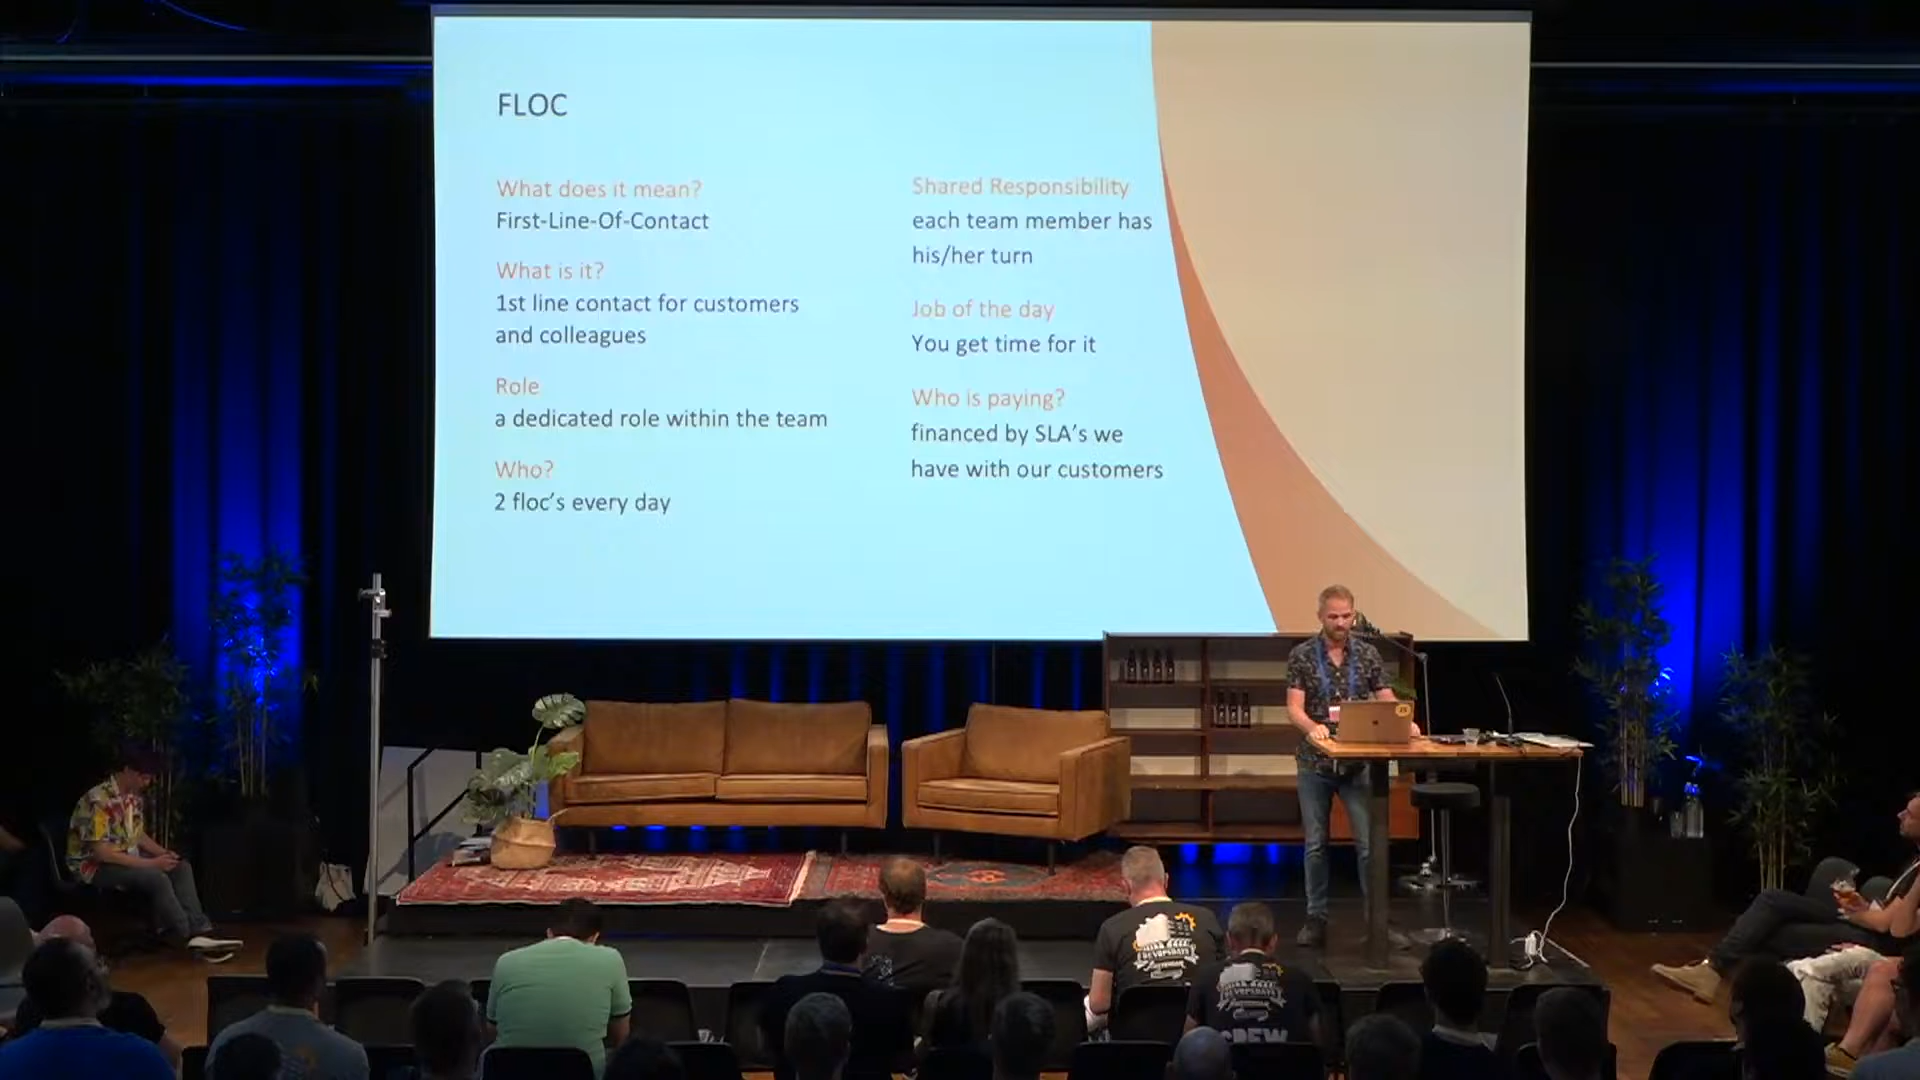 FLOC
What does it mean?
First-Line-Of-Contact
What is it?
1st line contact for customers
and colleagues
Role
a dedicated role within the team
Who?
2 floc's every day
Shared Responsibility
each team member has
his/her turn
Job of the day
You get time for it
Who is paying?
financed by SLA's we
have with our customers
DEVOPSDAYS
DEVOPSDAYS
CREW